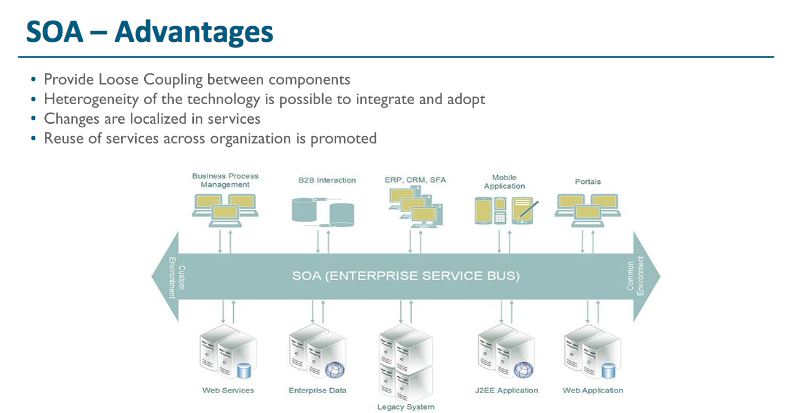 SOA – Advantages
• Provide Loose Coupling between components
• Heterogeneity of the technology is possible to integrate and adopt
• Changes are localized in services
• Reuse of services across organization is promoted
Business Process
Management
B2B Interaction
ERP, CRM, SFA
Mobile
Application
Portals
Custom
Environment
SOA (ENTERPRISE SERVICE BUS)
Common
Environment
Web Services
Enterprise Data
Legacy System
J2EE Application
Web Application